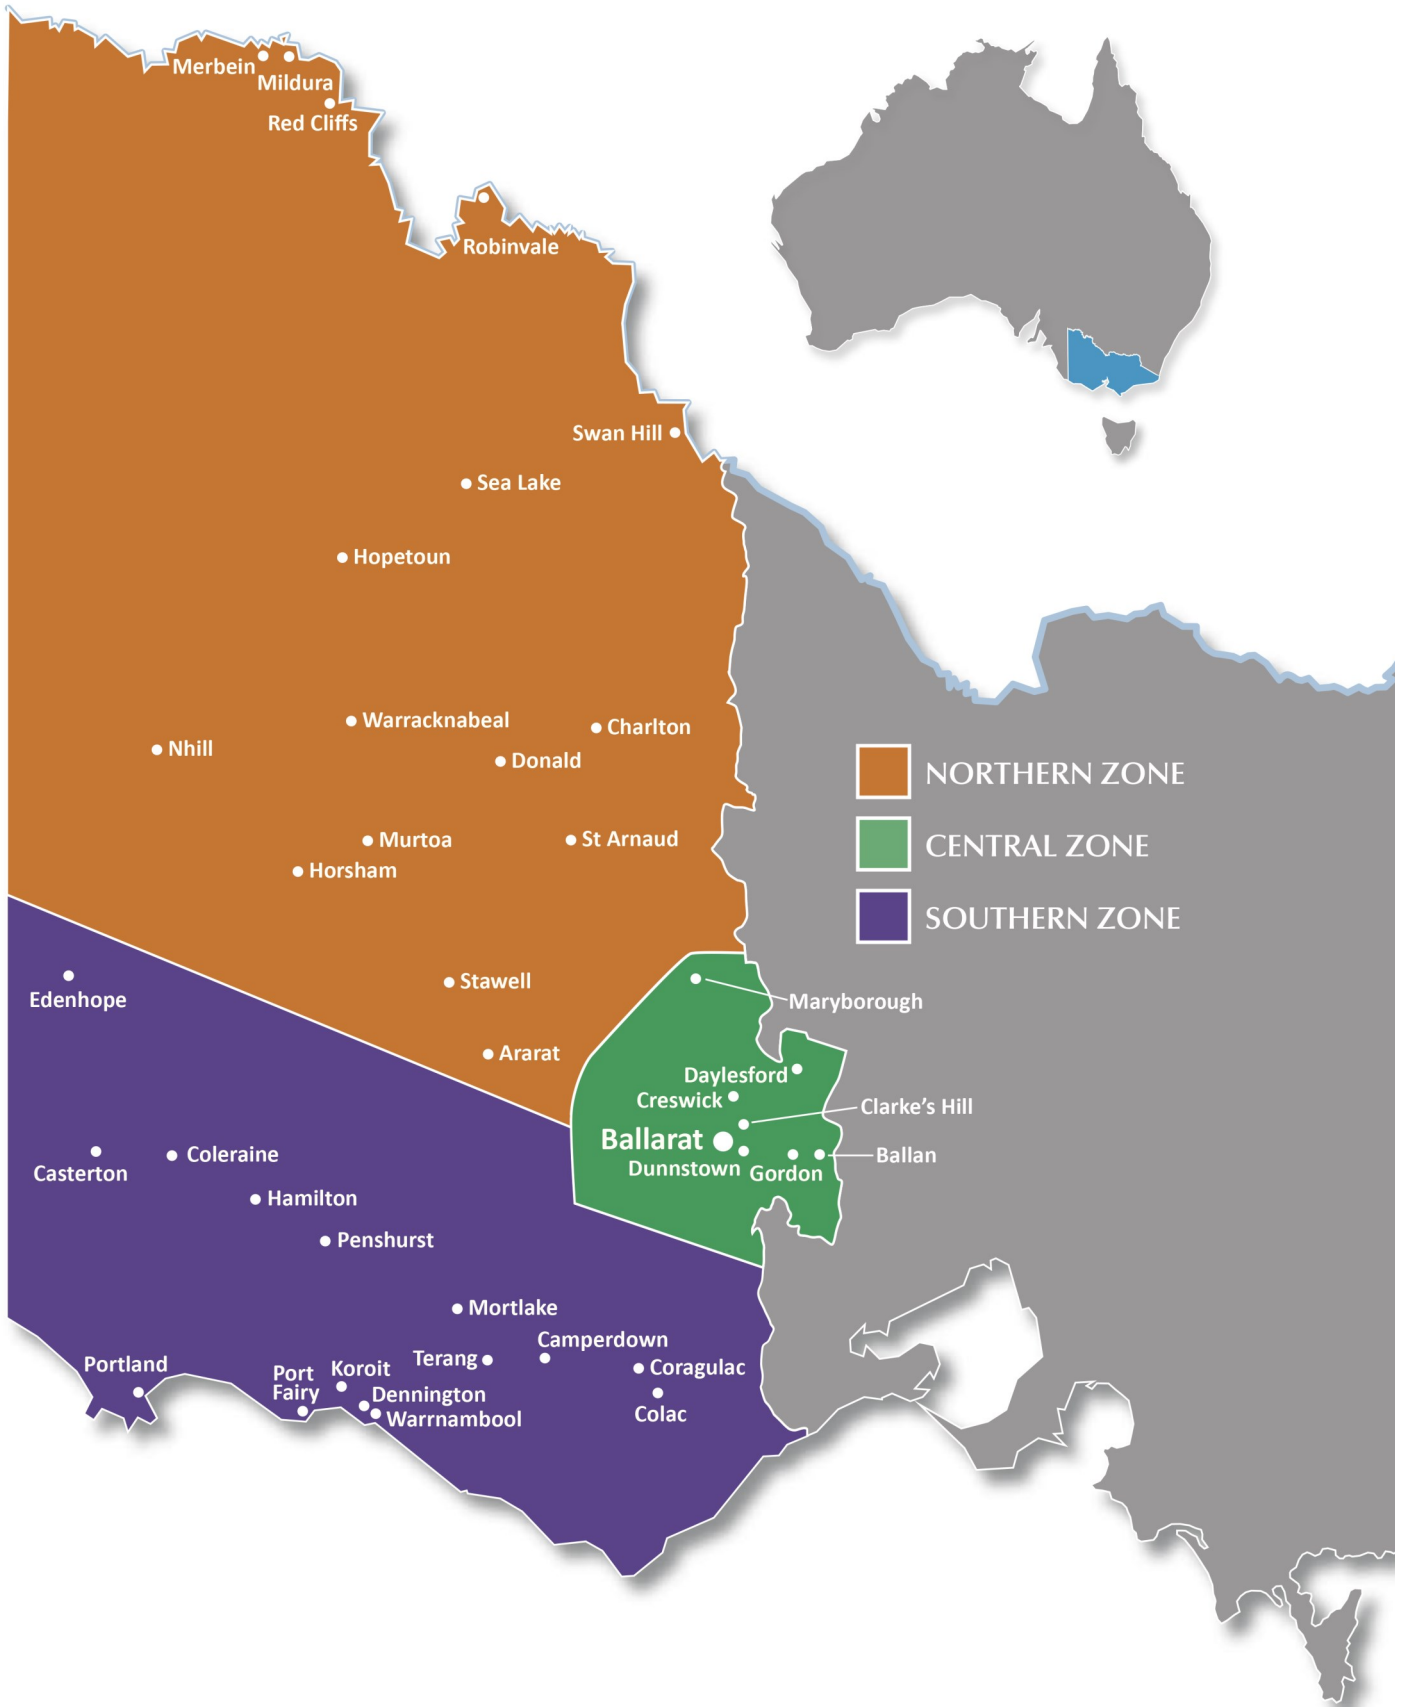 Merbein
Mildura
Red Cliffs
Robinvale
Swan Hill
Sea Lake
Hopetoun
Warracknabeal
Charlton
Nhill
Donald
NORTHERN ZONE
Murtoa
St Arnaud
CENTRAL ZONE
Horsham
SOUTHERN ZONE
Stawell
Edenhope
Maryborough
Ararat
Daylesford
Creswick
Clarke's Hill
Ballarat
Coleraine
Ballan
Dunnstown
Gordon
Casterton
Hamilton
Penshurst
Mortlake
Camperdown
Terang
Portland
Koroit
Coragulac
Port
Fairy
Dennington
Colac
Warrnambool